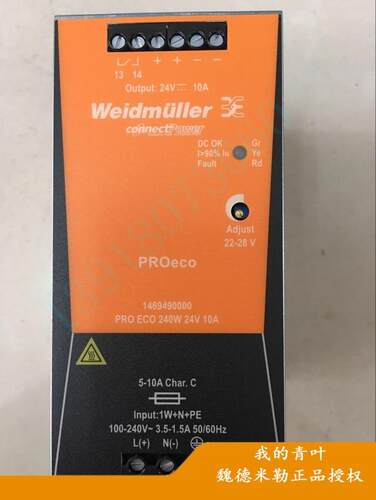 13 14 + + − −
Output: 24V⎓ 10A
Weidmüller
connectPower
DC OK Gr
I>90% In Ye
Fault Rd
Adjust
22-28 V
PROeco
1469490000
PRO ECO 240W 24V 10A
5-10A Char. C
Input:1W+N+PE
100-240V~ 3.5-1.5A 50/60Hz
L(+) N(-)
我的青叶
魏德米勒正品授权